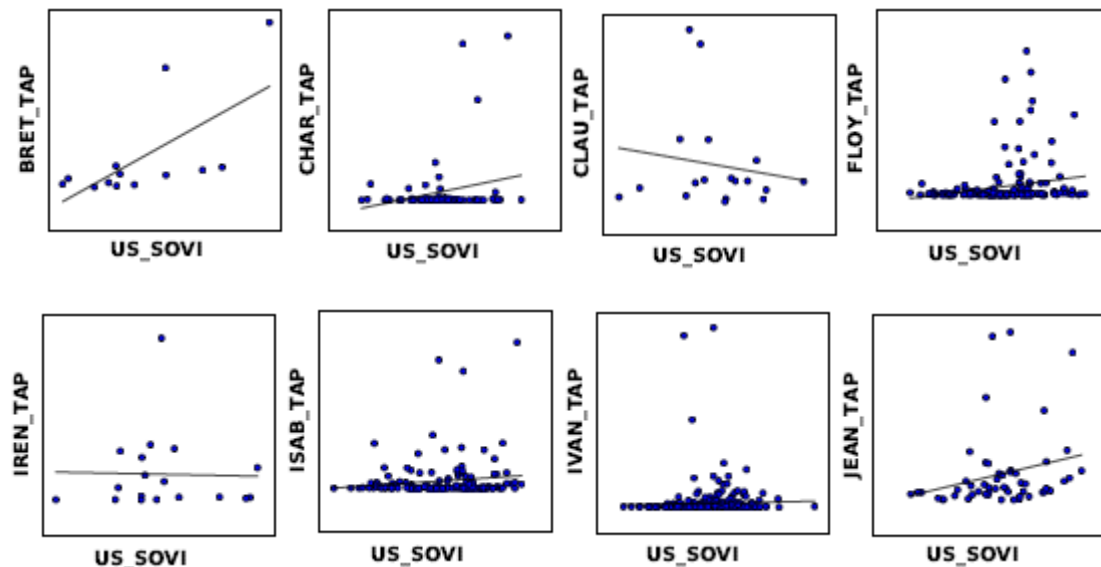 BRET_TAP
US_SOVI
CHAR_TAP
US_SOVI
CLAU_TAP
US_SOVI
FLOY_TAP
US_SOVI
IREN_TAP
US_SOVI
ISAB_TAP
US_SOVI
IVAN_TAP
US_SOVI
JEAN_TAP
US_SOVI